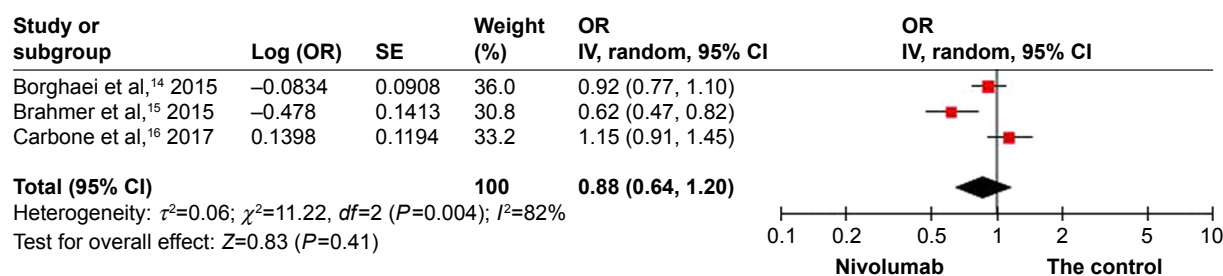 Study or Weight OR OR
subgroup Log (OR) SE (%) IV, random, 95% CI IV, random, 95% CI
Borghaei et al,¹⁴ 2015 –0.0834 0.0908 36.0 0.92 (0.77, 1.10)
Brahmer et al,¹⁵ 2015 –0.478 0.1413 30.8 0.62 (0.47, 0.82)
Carbone et al,¹⁶ 2017 0.1398 0.1194 33.2 1.15 (0.91, 1.45)
Total (95% CI) 100 0.88 (0.64, 1.20)
Heterogeneity: τ²=0.06; χ²=11.22, df=2 (P=0.004); I²=82%
Test for overall effect: Z=0.83 (P=0.41)
0.1 0.2 0.5 1 2 5 10
Nivolumab The control